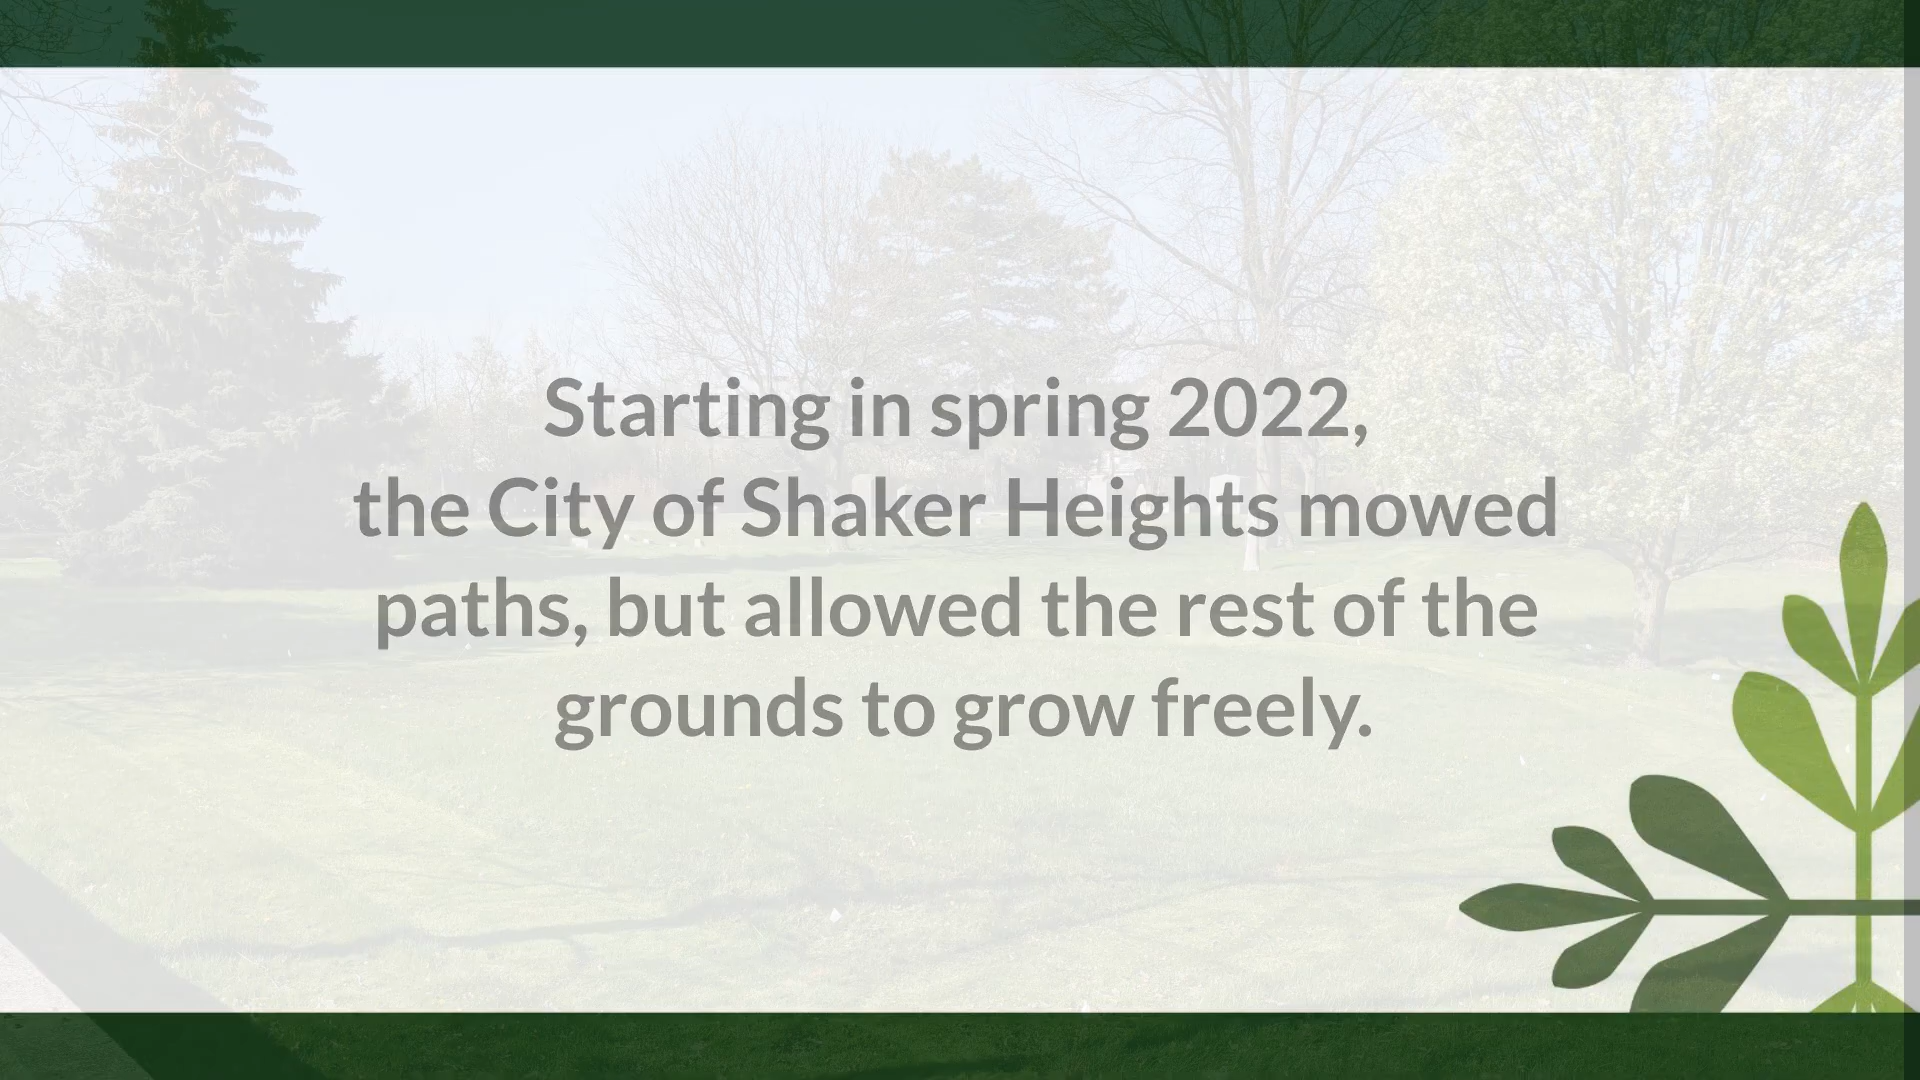 Starting in spring 2022,
the City of Shaker Heights mowed
paths, but allowed the rest of the
grounds to grow freely.